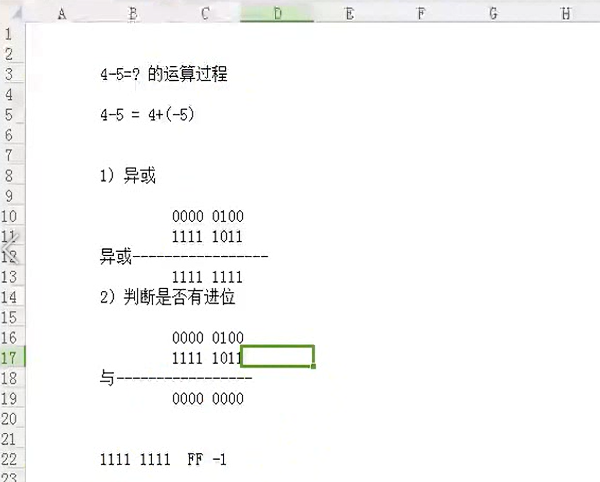 A B C D E F G H
1
2
3 4-5=? 的运算过程
4
5 4-5 = 4+(-5)
6
7
8 1) 异或
9
10 0000 0100
11 1111 1011
12 异或-----------------
13 1111 1111
14 2) 判断是否有进位
15
16 0000 0100
17 1111 1011
18 与-----------------
19 0000 0000
20
21
22 1111 1111 FF -1
23